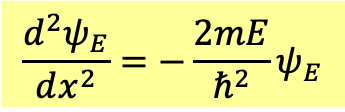 d²ψ_E/dx² = − 2mE/ħ² ψ_E